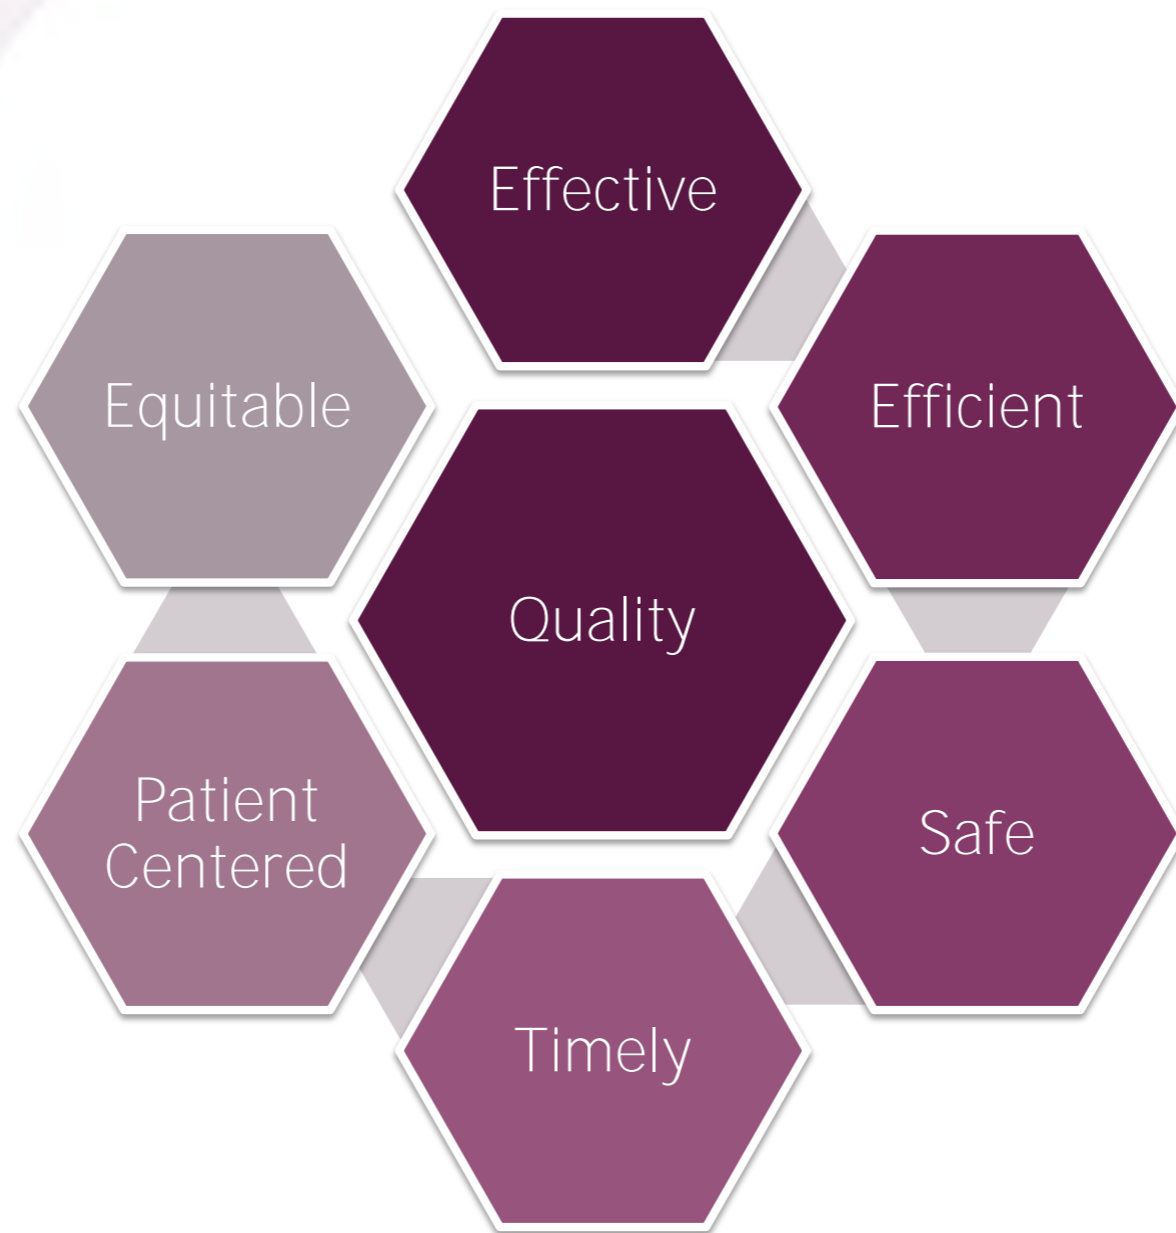 Effective
Efficient
Equitable
Quality
Safe
Patient
Centered
Timely